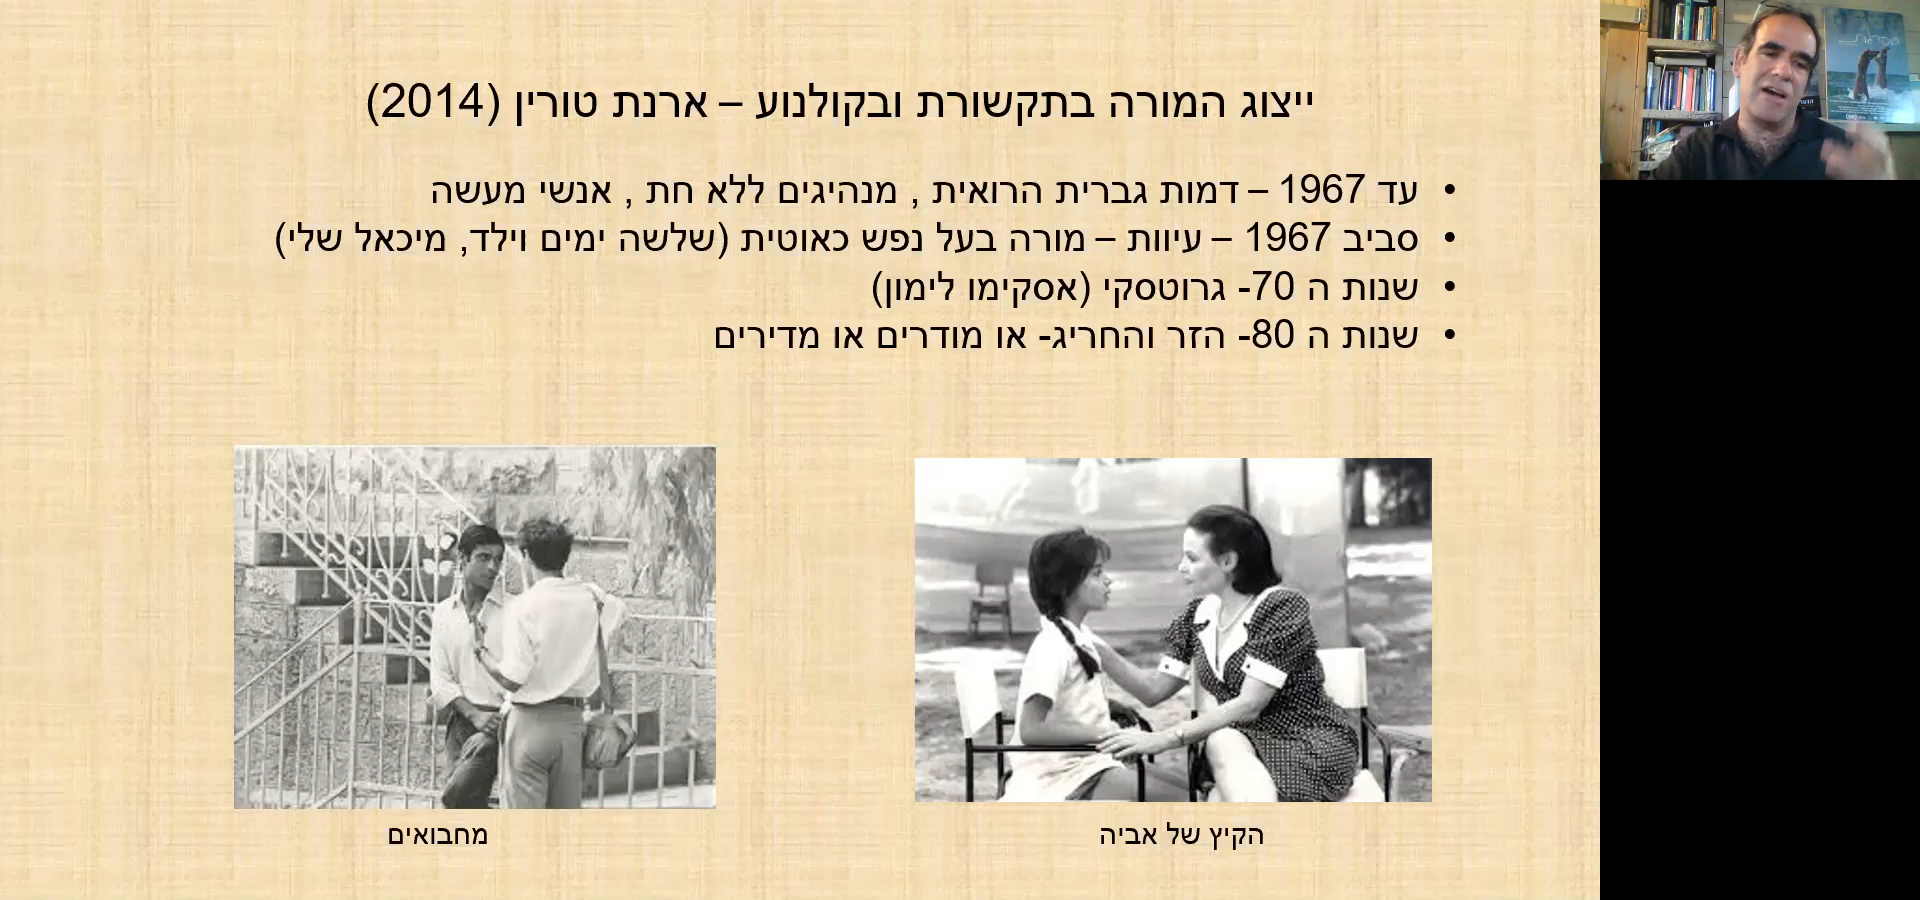 ייצוג המורה בתקשורת ובקולנוע – ארנת טורין (2014)
• עד 1967 – דמות גברית הרואית , מנהיגים ללא חת , אנשי מעשה
• סביב 1967 – עיוות – מורה בעל נפש כאוטית (שלשה ימים וילד, מיכאל שלי)
• שנות ה 70- גרוטסקי (אסקימו לימון)
• שנות ה 80- הזר והחריג- או מודרים או מדירים
הקיץ של אביה
מחבואים